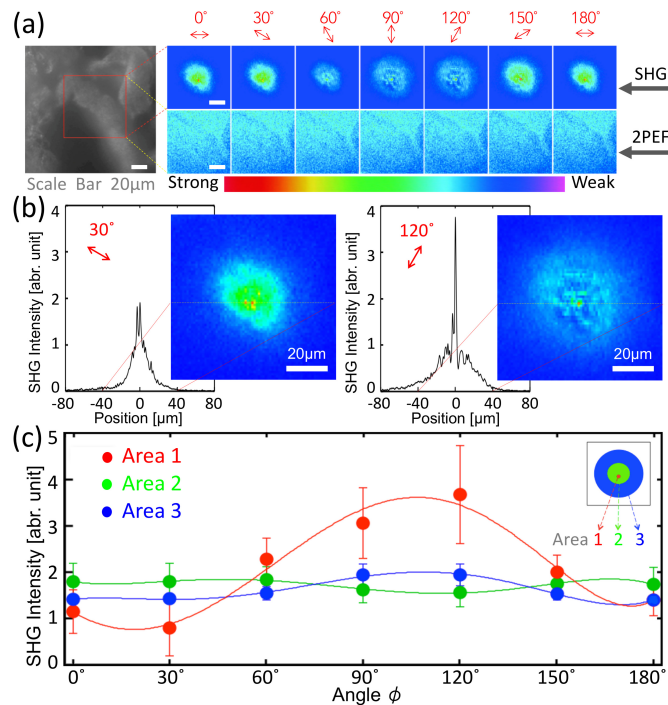 (a)
0° 30° 60° 90° 120° 150° 180°
SHG
2PEF
Scale Bar 20μm
Strong Weak
(b)
SHG Intensity [abr. unit]
4
3
2
1
0
30°
20μm
-80 -40 0 40 80
Position [μm]
SHG Intensity [abr. unit]
4
3
2
1
0
120°
20μm
-80 -40 0 40 80
Position [μm]
(c)
SHG Intensity [abr. unit]
5
4
3
2
1
0
Area 1
Area 2
Area 3
Area 1 2 3
0° 30° 60° 90° 120° 150° 180°
Angle ϕ